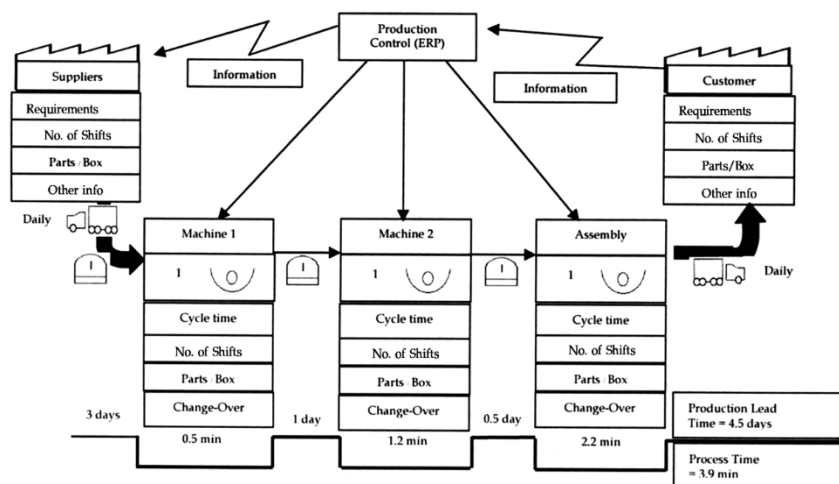 Production
Control (ERP)
Suppliers
Information
Information
Customer
Requirements
No. of Shifts
Parts / Box
Other info
Requirements
No. of Shifts
Parts/Box
Other info
Daily
Daily
I
I
I
Machine 1
1
Cycle time
No. of Shifts
Parts / Box
Change-Over
Machine 2
1
Cycle time
No. of Shifts
Parts / Box
Change-Over
Assembly
1
Cycle time
No. of Shifts
Parts / Box
Change-Over
3 days
0.5 min
1 day
1.2 min
0.5 day
2.2 min
Production Lead
Time = 4.5 days
Process Time
= 3.9 min